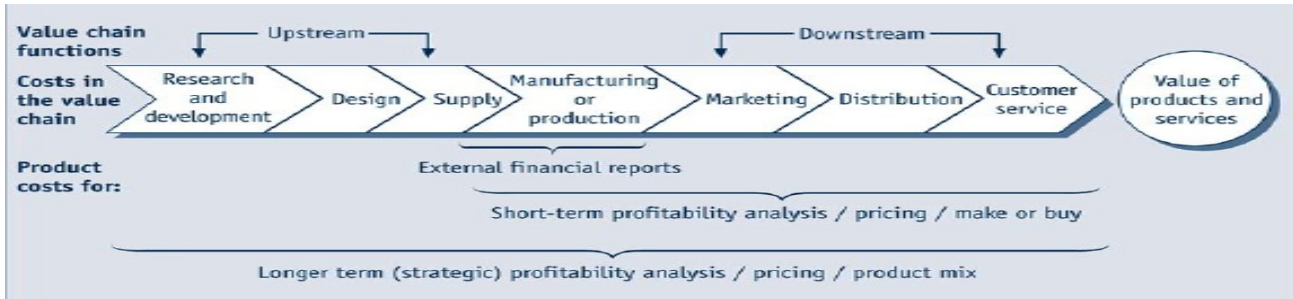 Value chain
functions
Upstream
Downstream
Costs in
the value
chain
Research
and
development
Design
Supply
Manufacturing
or
production
Marketing
Distribution
Customer
service
Value of
products and
services
Product
costs for:
External financial reports
Short-term profitability analysis / pricing / make or buy
Longer term (strategic) profitability analysis / pricing / product mix